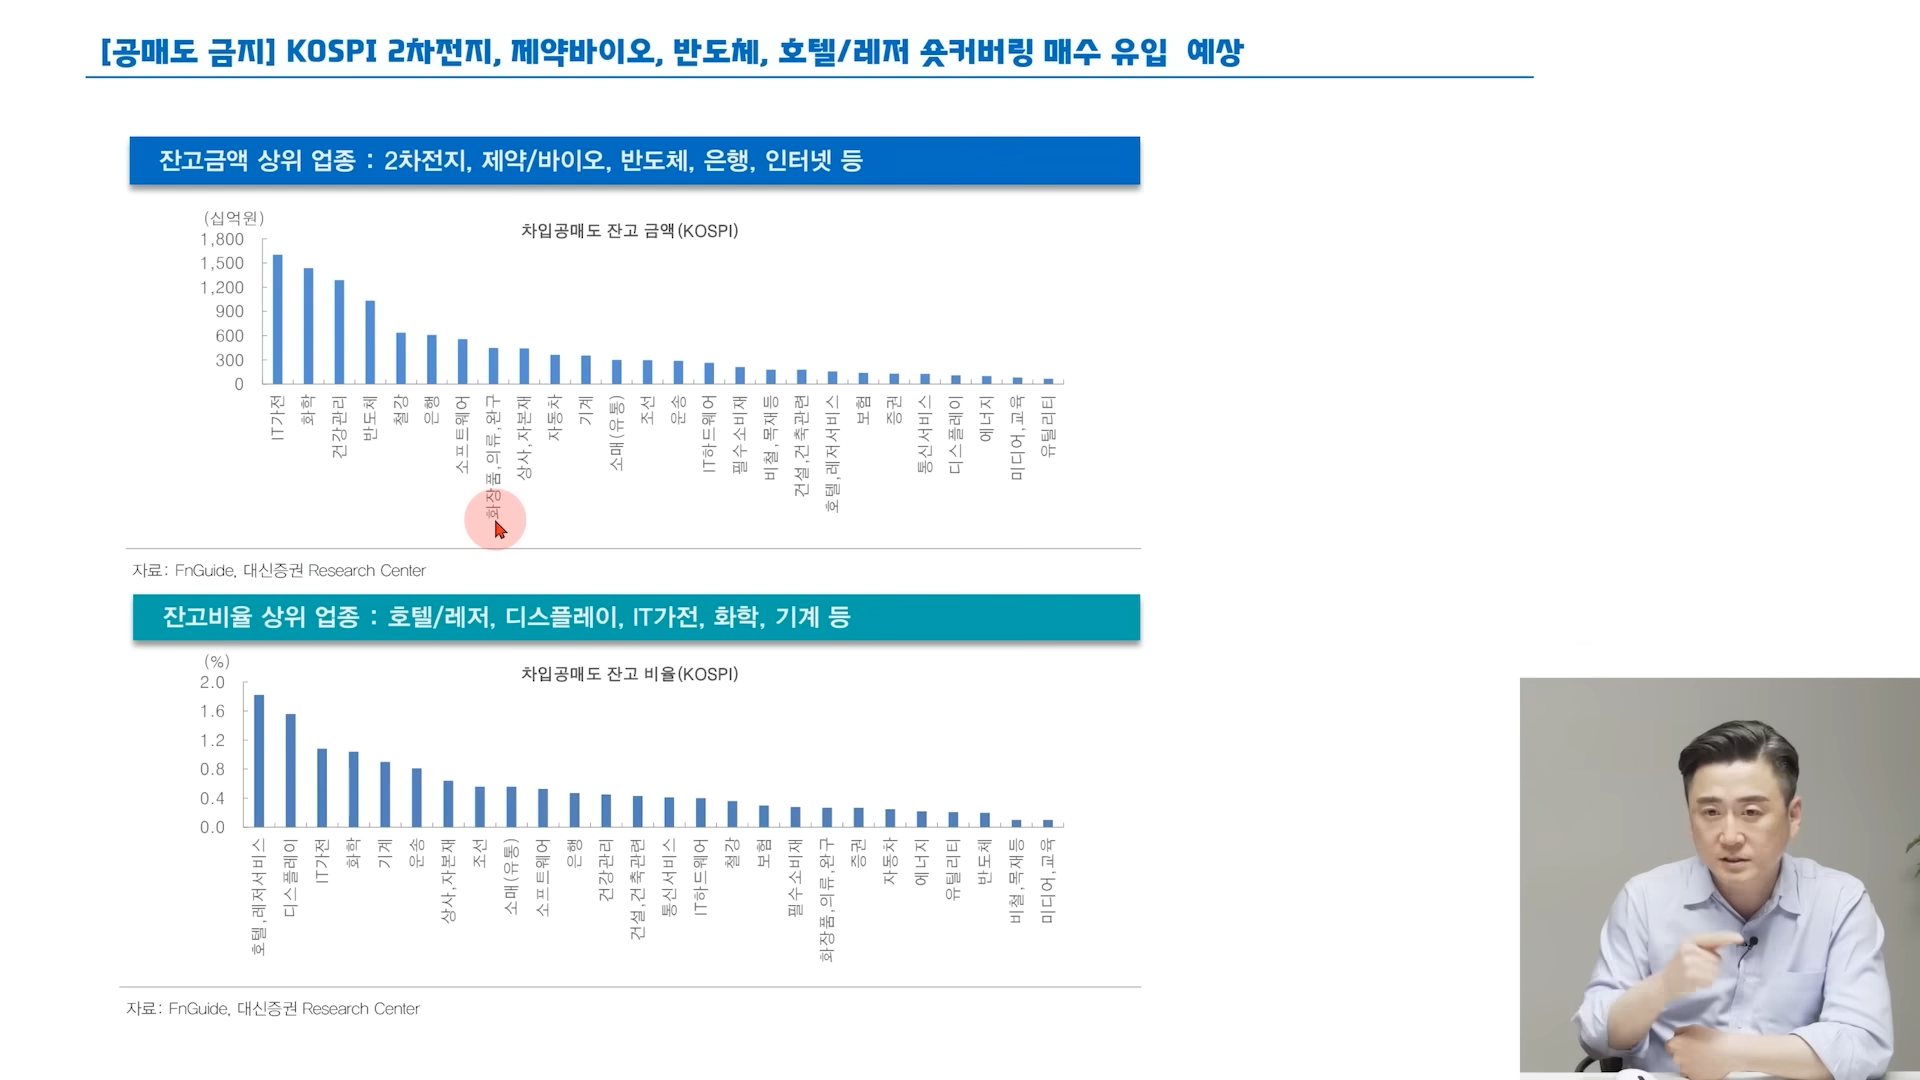 [공매도 금지] KOSPI 2차전지, 제약바이오, 반도체, 호텔/레저 숏커버링 매수 유입 예상
잔고금액 상위 업종 : 2차전지, 제약/바이오, 반도체, 은행, 인터넷 등
(십억원)
차입공매도 잔고 금액(KOSPI)
1,800
1,500
1,200
900
600
300
0
IT가전
화학
건강관리
반도체
철강
은행
소프트웨어
화장품,의류,완구
상사,자본재
자동차
기계
소매(유통)
조선
운송
IT하드웨어
필수소비재
비철,목재등
건설,건축관련
호텔,레저서비스
보험
증권
통신서비스
디스플레이
에너지
미디어,교육
유틸리티
자료: FnGuide, 대신증권 Research Center
잔고비율 상위 업종 : 호텔/레저, 디스플레이, IT가전, 화학, 기계 등
(%)
차입공매도 잔고 비율(KOSPI)
2.0
1.6
1.2
0.8
0.4
0.0
호텔,레저서비스
디스플레이
IT가전
화학
기계
운송
상사,자본재
조선
소매(유통)
소프트웨어
은행
건강관리
건설,건축관련
통신서비스
IT하드웨어
철강
보험
필수소비재
화장품,의류,완구
증권
자동차
에너지
유틸리티
반도체
비철,목재등
미디어,교육
자료: FnGuide, 대신증권 Research Center